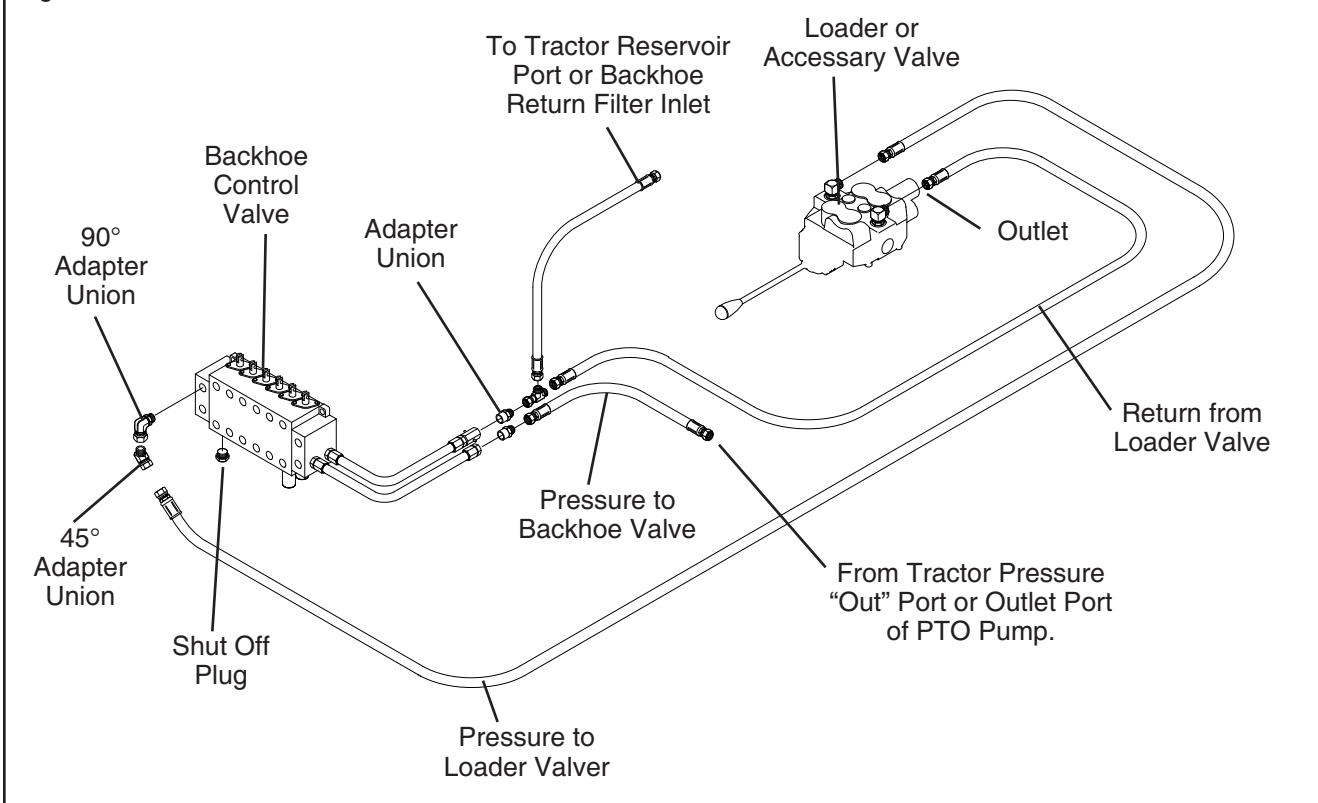 Loader or
Accessary Valve
To Tractor Reservoir
Port or Backhoe
Return Filter Inlet
Backhoe
Control
Valve
Adapter
Union
90°
Adapter
Union
Outlet
Return from
Loader Valve
Pressure to
Backhoe Valve
45°
Adapter
Union
From Tractor Pressure
“Out” Port or Outlet Port
of PTO Pump.
Shut Off
Plug
Pressure to
Loader Valver